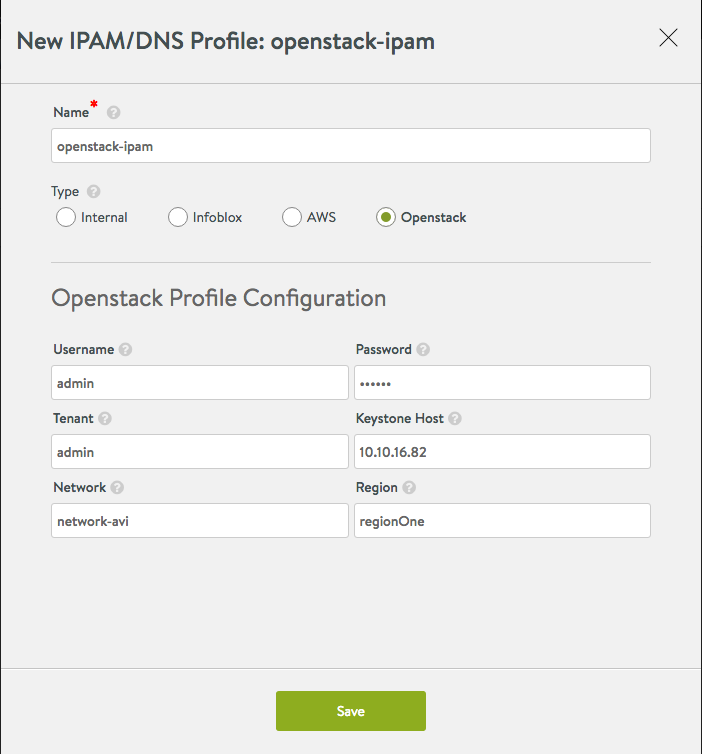 New IPAM/DNS Profile: openstack-ipam
Name* ?
openstack-ipam
Type ?
Internal Infoblox AWS Openstack
Openstack Profile Configuration
Username ? Password ?
admin ••••••
Tenant ? Keystone Host ?
admin 10.10.16.82
Network ? Region ?
network-avi regionOne
Save